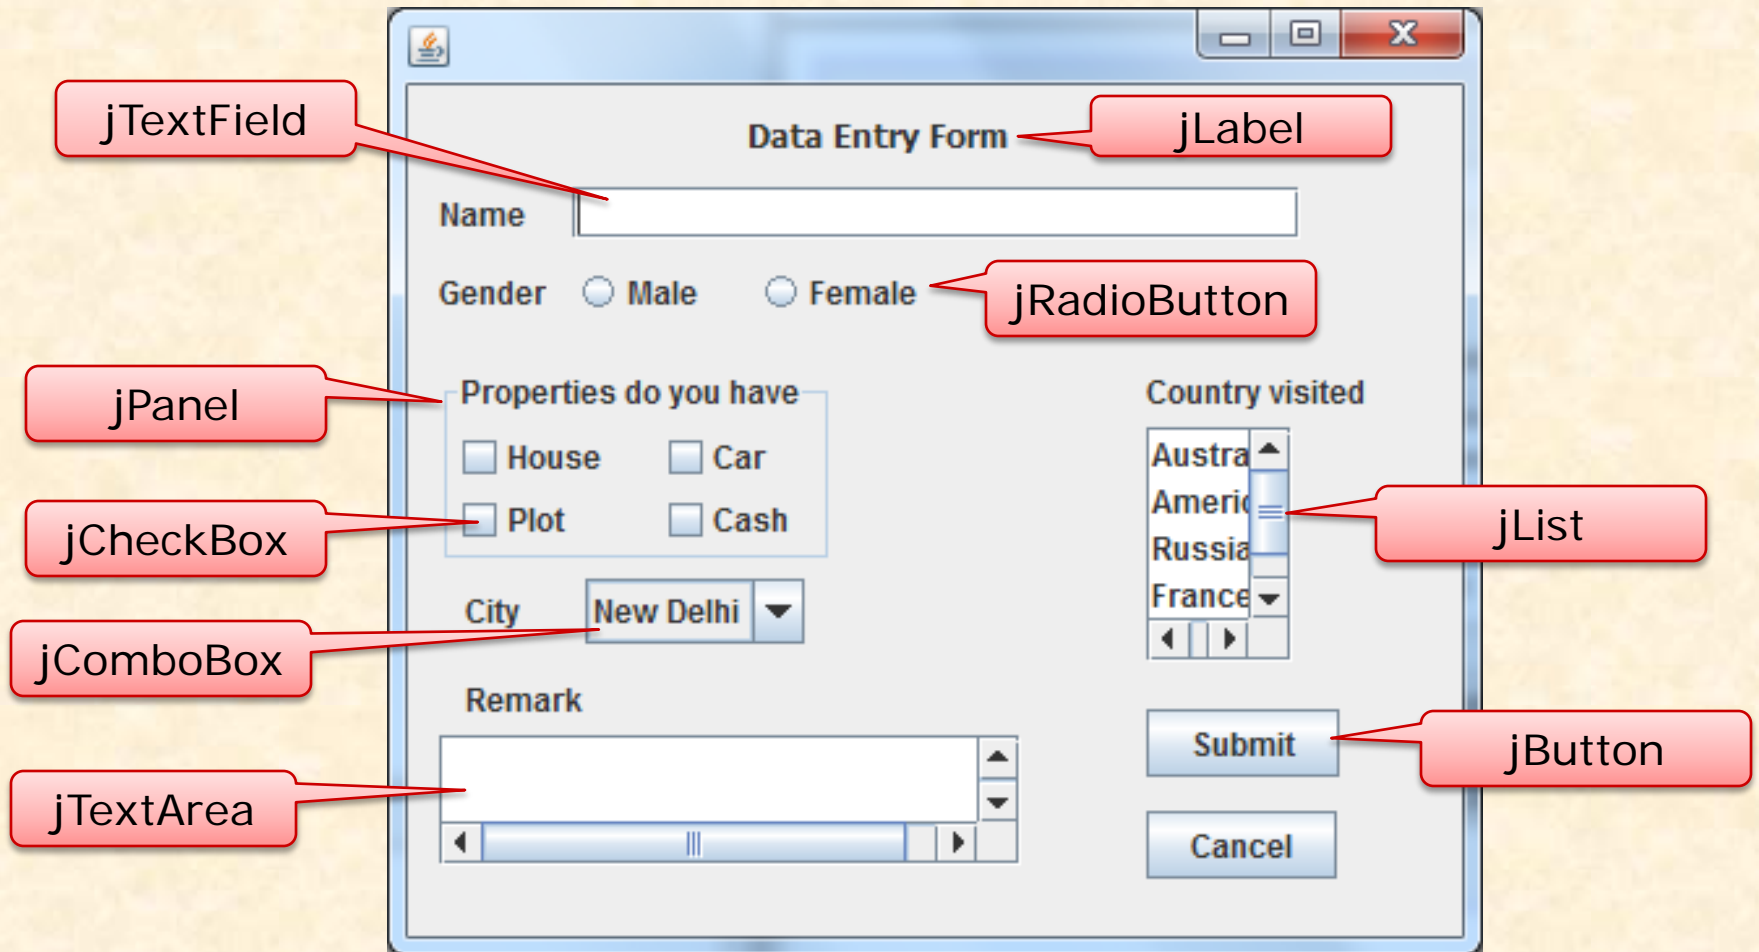 jTextField
Data Entry Form
jLabel
Name
Gender
Male
Female
jRadioButton
jPanel
Properties do you have
House
Car
Plot
Cash
jCheckBox
Country visited
Austra
Americ
Russia
France
jList
City
New Delhi
jComboBox
Remark
jTextArea
Submit
jButton
Cancel